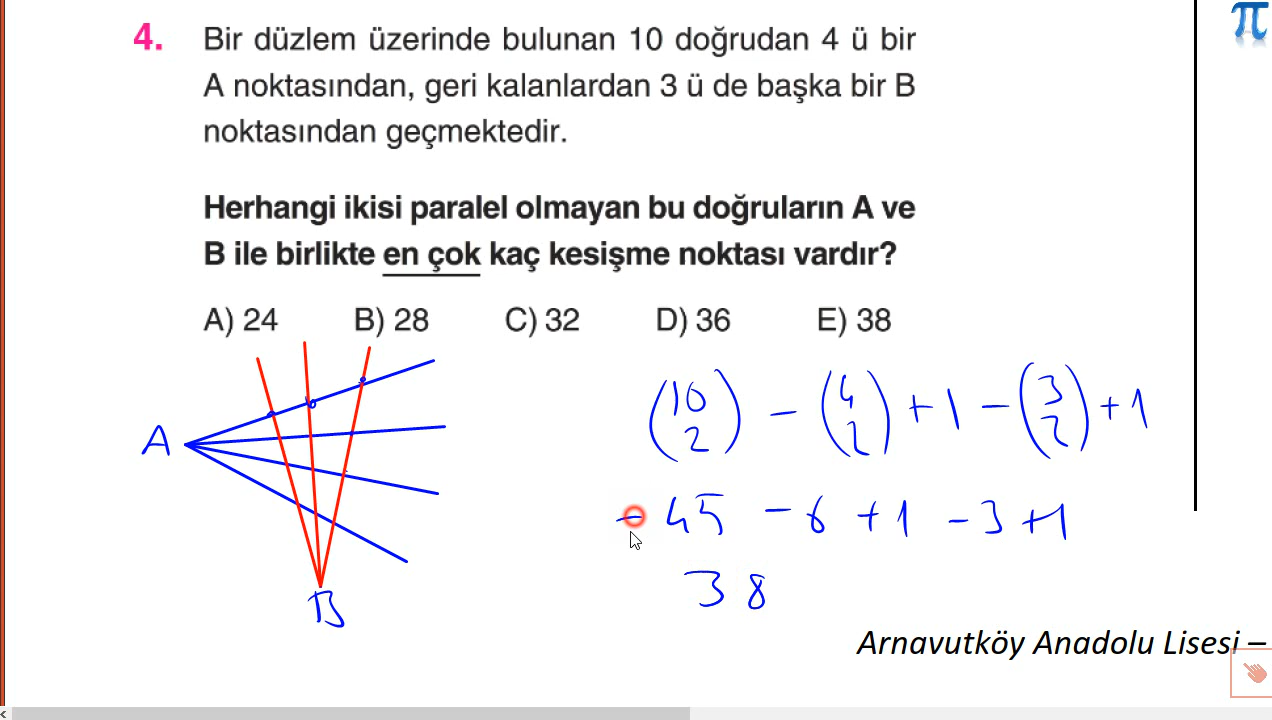 π
4. Bir düzlem üzerinde bulunan 10 doğrudan 4 ü bir
A noktasından, geri kalanlardan 3 ü de başka bir B
noktasından geçmektedir.
Herhangi ikisi paralel olmayan bu doğruların A ve
B ile birlikte en çok kaç kesişme noktası vardır?
A) 24 B) 28 C) 32 D) 36 E) 38
(10 2) - (4 2) + 1 - (3 2) + 1
A
- 45 - 6 + 1 - 3 + 1
38
B
Arnavutköy Anadolu Lisesi –